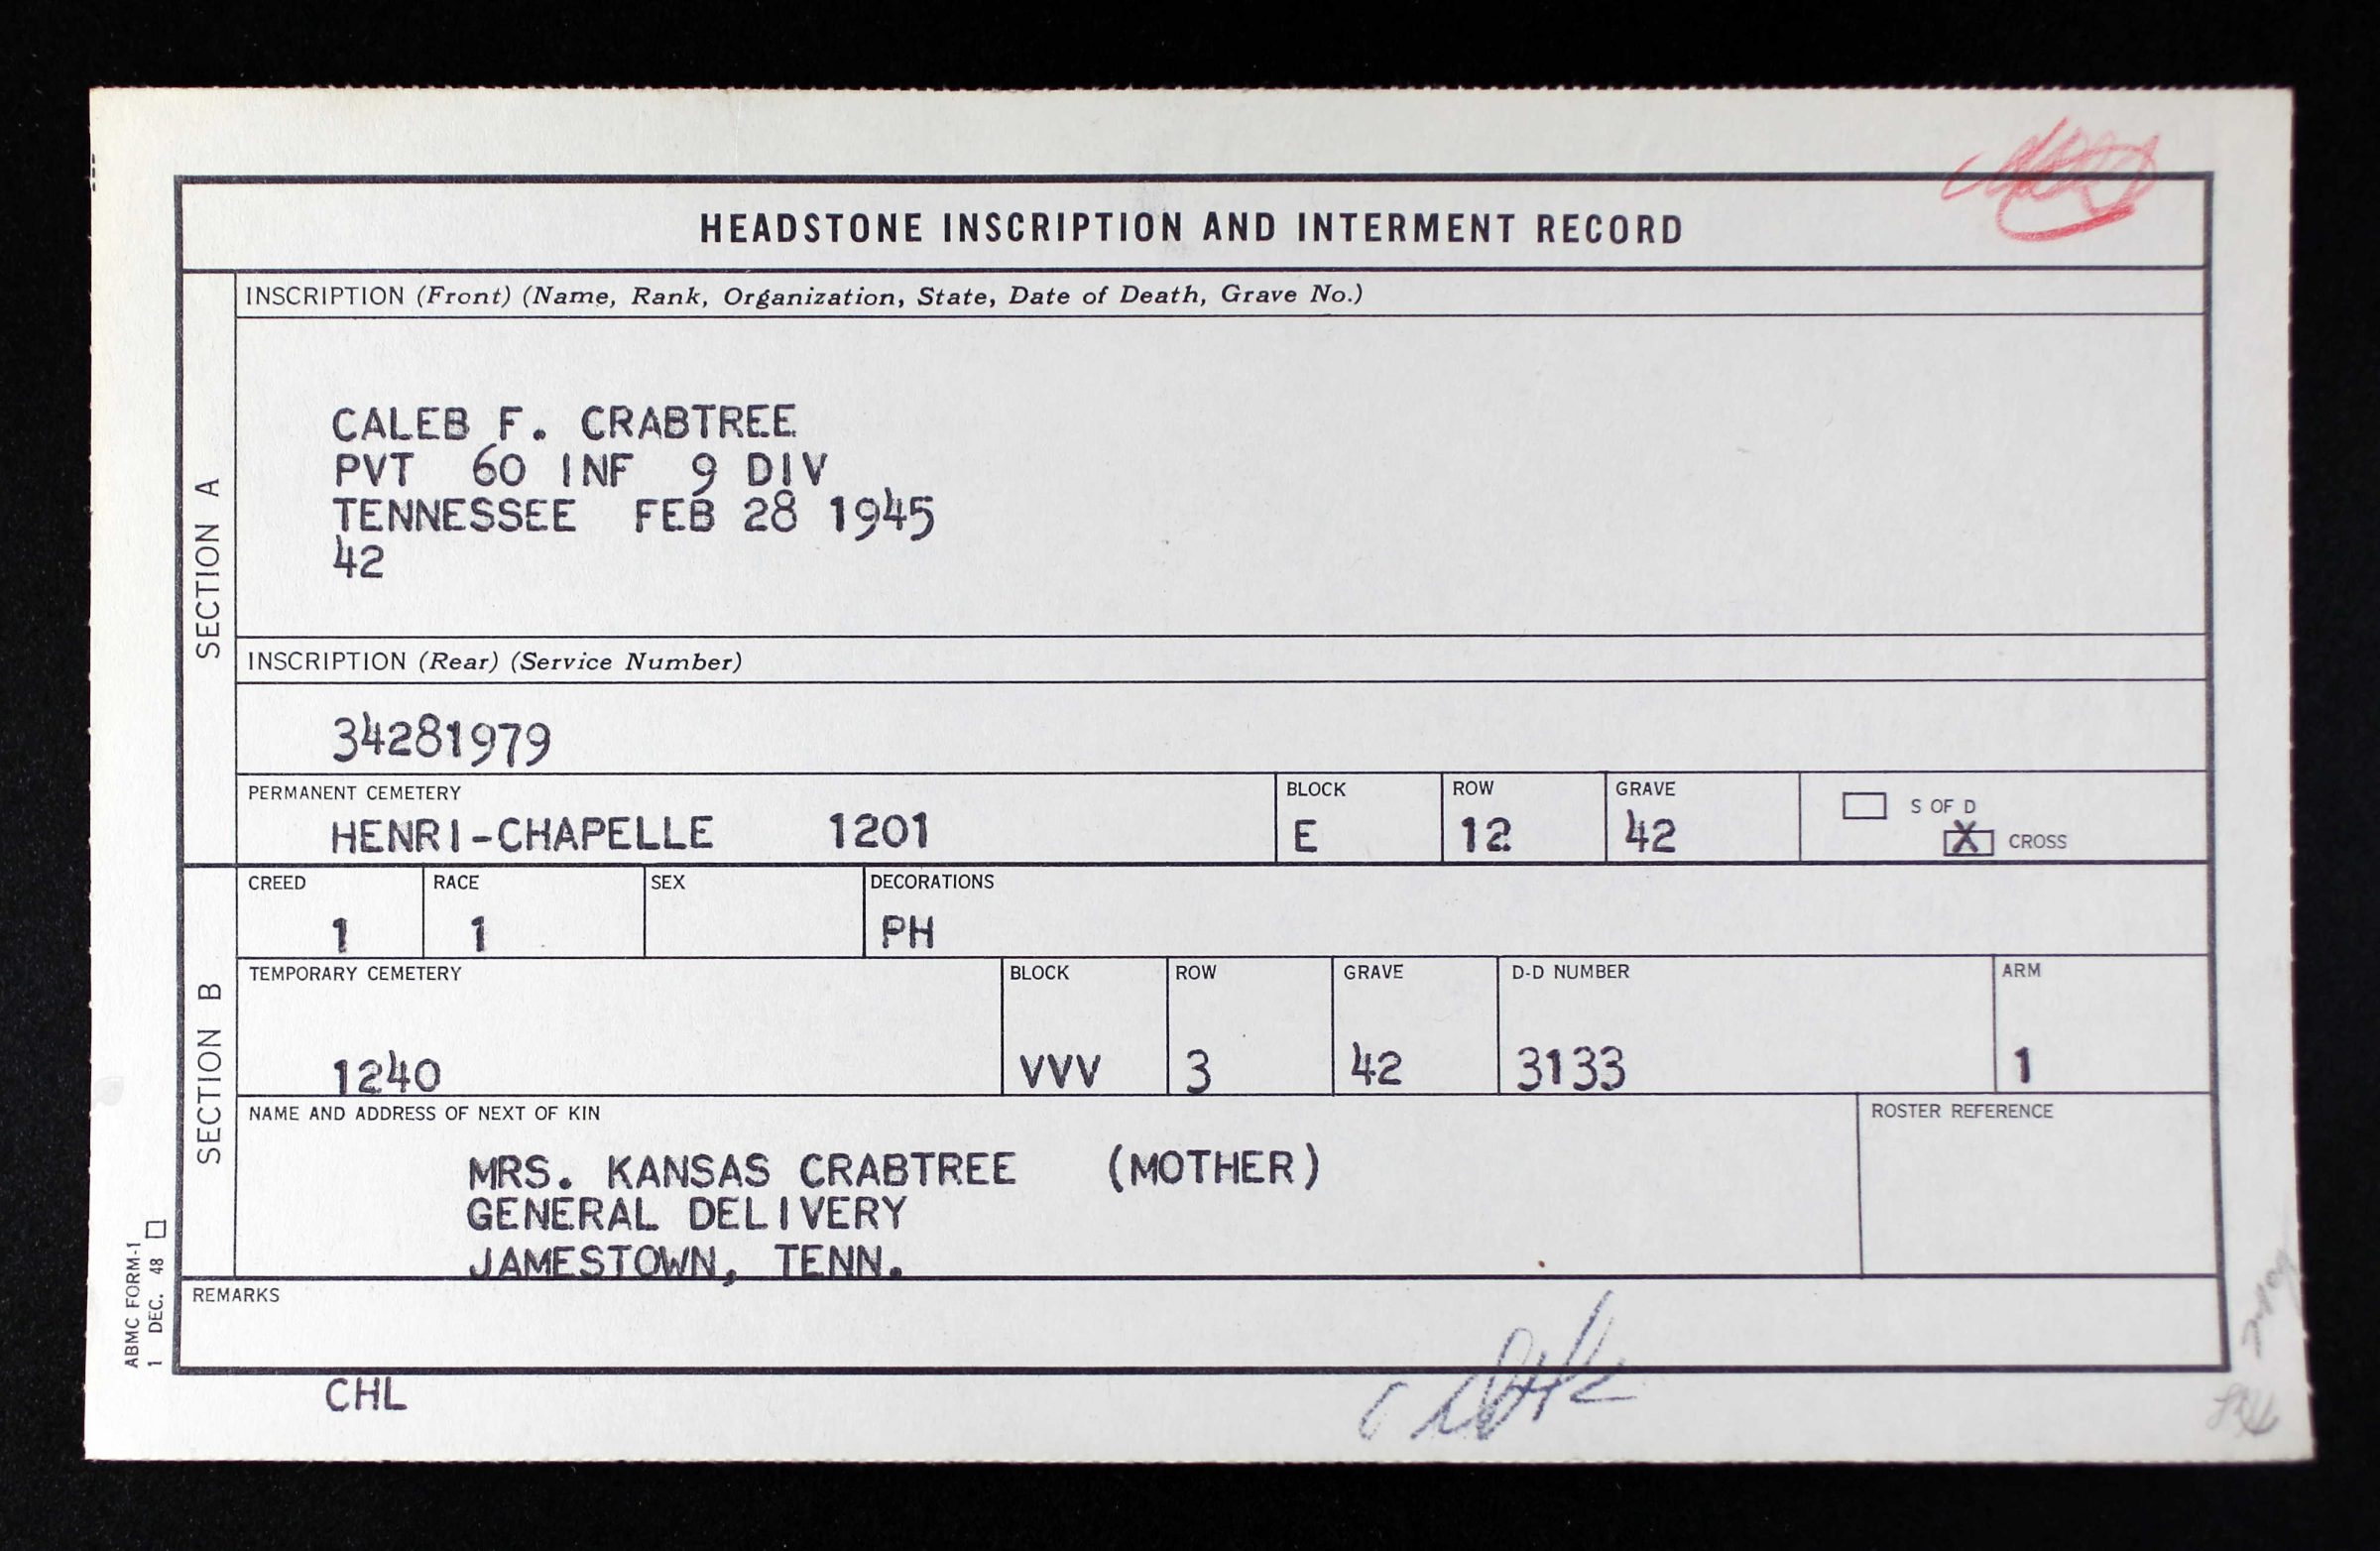 HEADSTONE INSCRIPTION AND INTERMENT RECORD
SECTION A
INSCRIPTION (Front) (Name, Rank, Organization, State, Date of Death, Grave No.)
CALEB F. CRABTREE
PVT 60 INF 9 DIV
TENNESSEE FEB 28 1945
42
INSCRIPTION (Rear) (Service Number)
34281979
PERMANENT CEMETERY BLOCK ROW GRAVE
HENRI-CHAPELLE 1201 E 12 42
S OF D
X CROSS
SECTION B
CREED RACE SEX DECORATIONS
1 1 PH
TEMPORARY CEMETERY BLOCK ROW GRAVE D-D NUMBER ARM
1240 VVV 3 42 3133 1
NAME AND ADDRESS OF NEXT OF KIN ROSTER REFERENCE
MRS. KANSAS CRABTREE (MOTHER)
GENERAL DELIVERY
JAMESTOWN, TENN.
REMARKS
ABMC FORM-1
1 DEC. 48
CHL